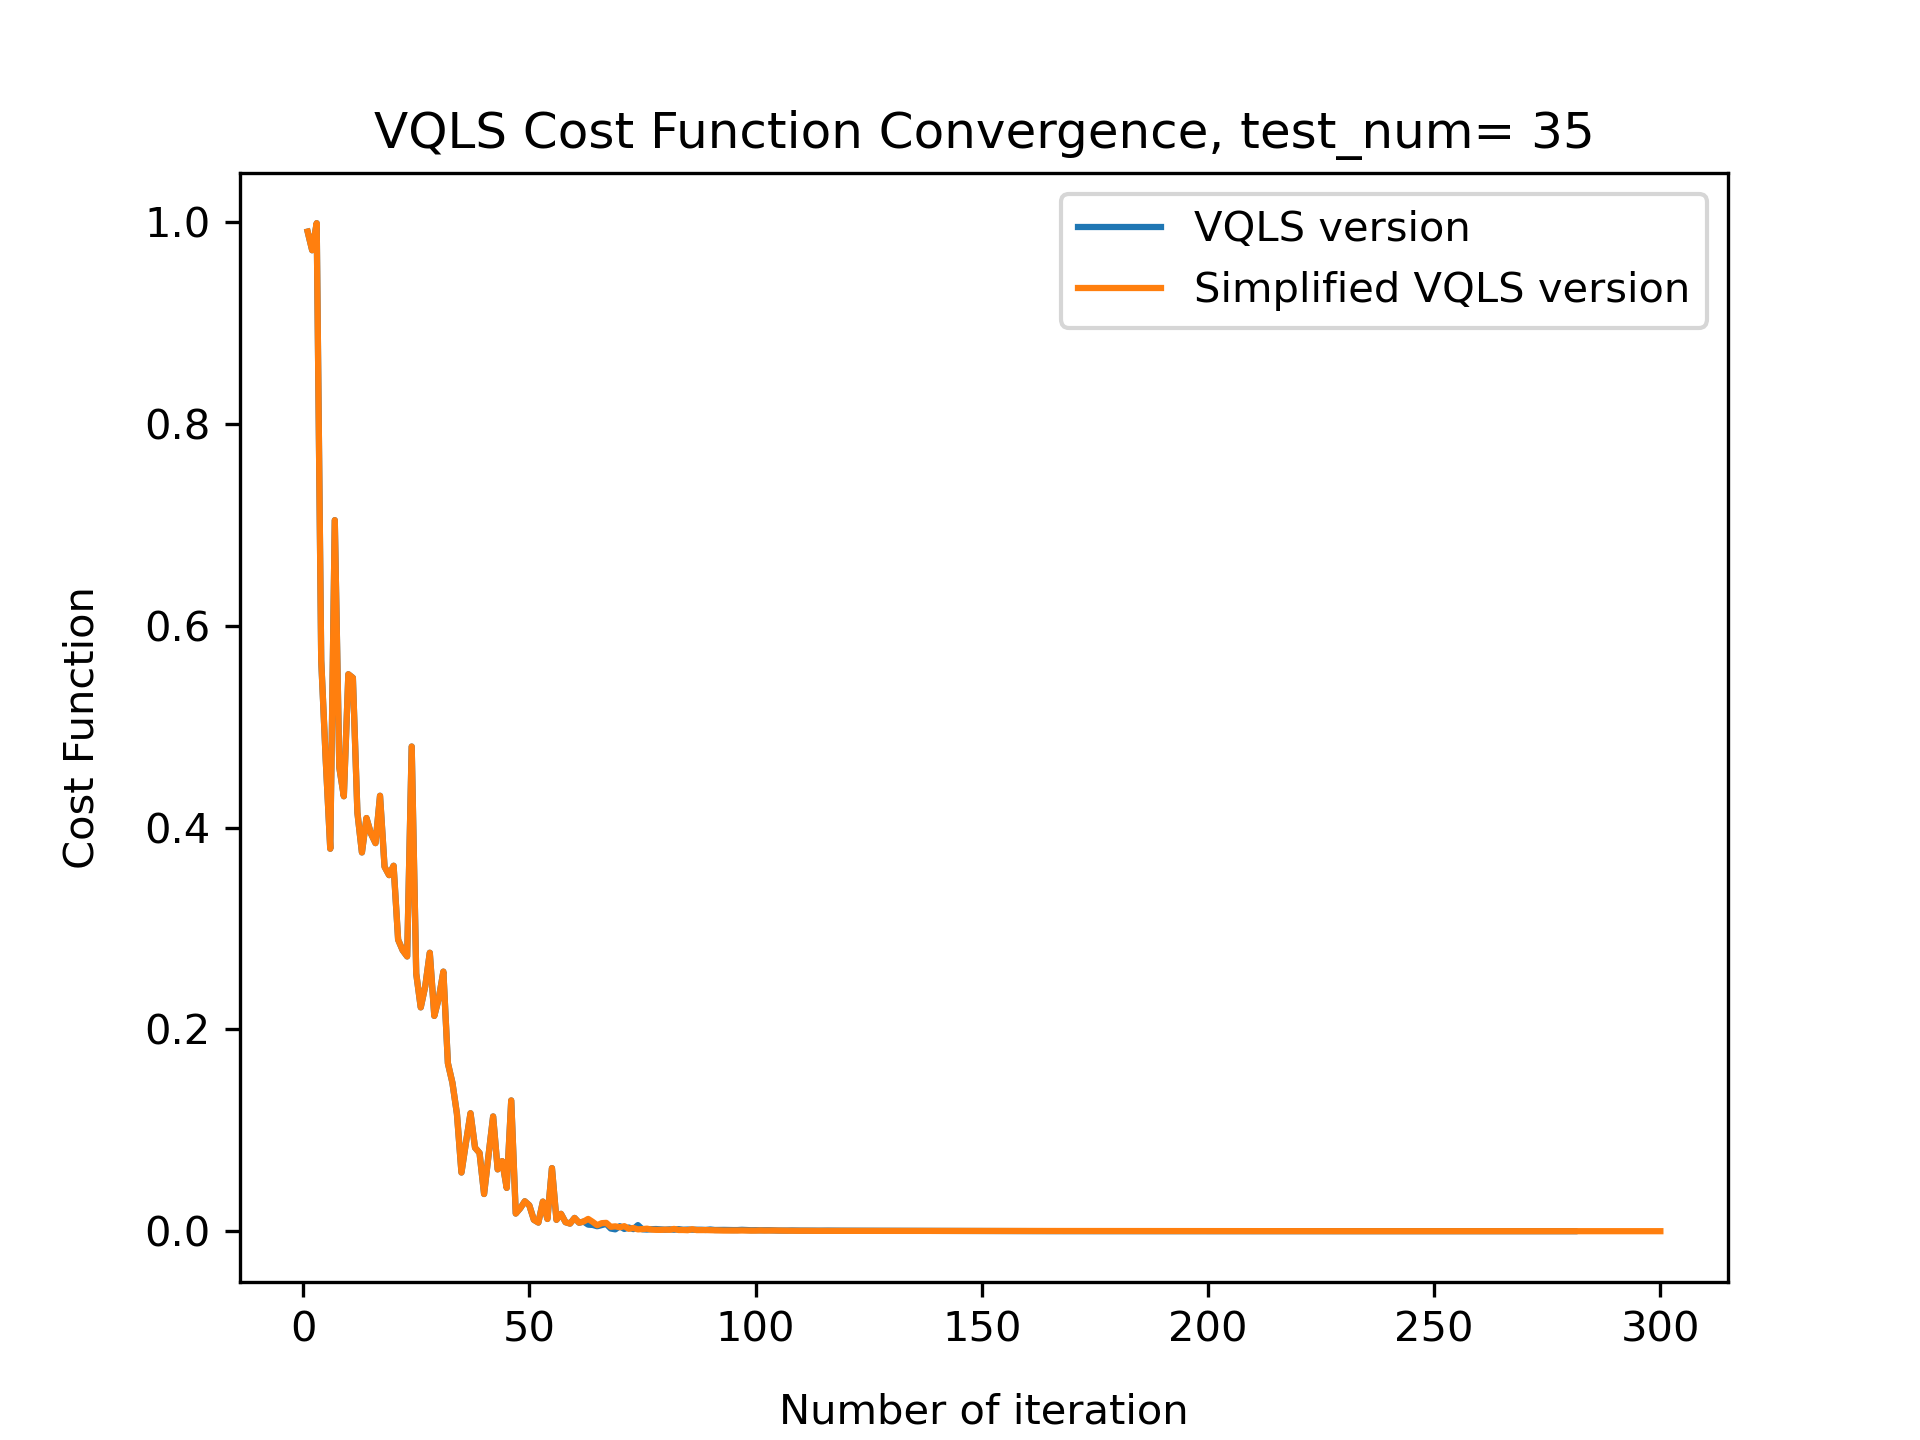 VQLS Cost Function Convergence, test_num= 35
VQLS version
Simplified VQLS version
1.0
0.8
0.6
0.4
0.2
0.0
Cost Function
0 50 100 150 200 250 300
Number of iteration